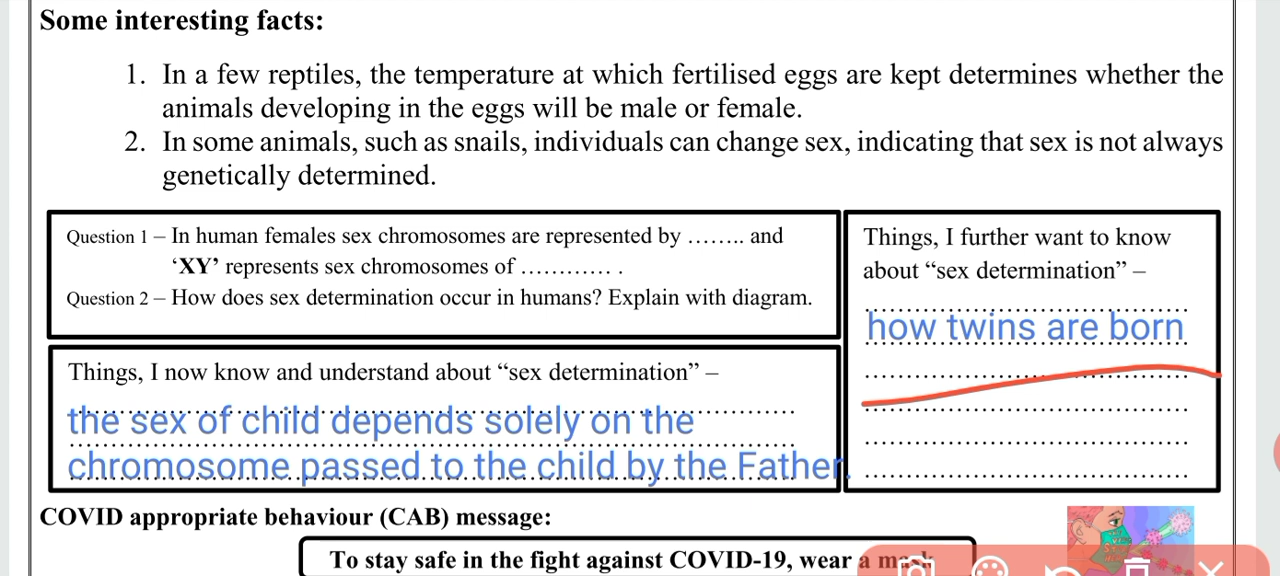 Some interesting facts:
1. In a few reptiles, the temperature at which fertilised eggs are kept determines whether the
animals developing in the eggs will be male or female.
2. In some animals, such as snails, individuals can change sex, indicating that sex is not always
genetically determined.
Question 1 – In human females sex chromosomes are represented by …….. and
‘XY’ represents sex chromosomes of ………… .
Question 2 – How does sex determination occur in humans? Explain with diagram.
Things, I now know and understand about “sex determination” –
the sex of child depends solely on the
chromosome passed to the child by the Father.
Things, I further want to know
about “sex determination” –
how twins are born
COVID appropriate behaviour (CAB) message:
To stay safe in the fight against COVID-19, wear a mask